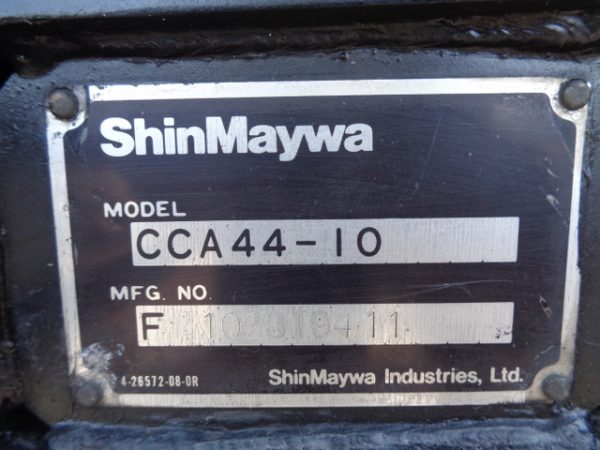 ShinMaywa
MODEL
CCA44-10
MFG. NO.
F
4-26572-08-0R
ShinMaywa Industries, Ltd.